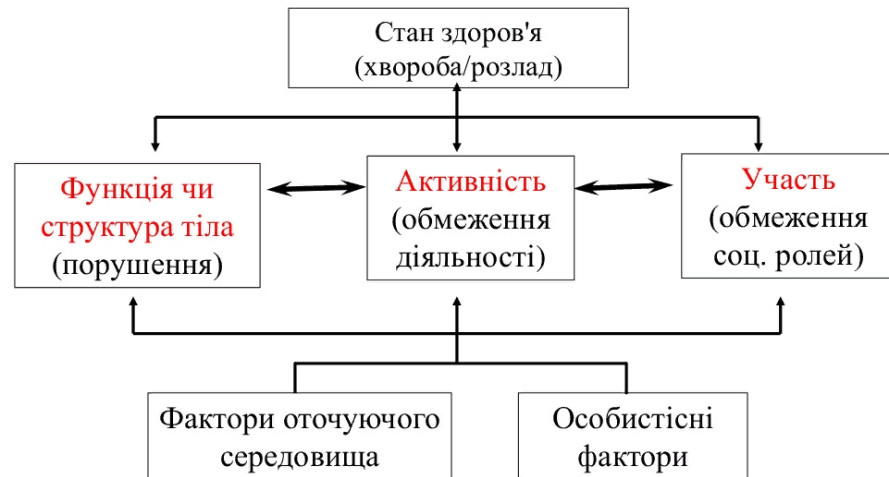 Стан здоров'я
(хвороба/розлад)
Функція чи
структура тіла
(порушення)
Активність
(обмеження
діяльності)
Участь
(обмеження
соц. ролей)
Фактори оточуючого
середовища
Особистісні
фактори